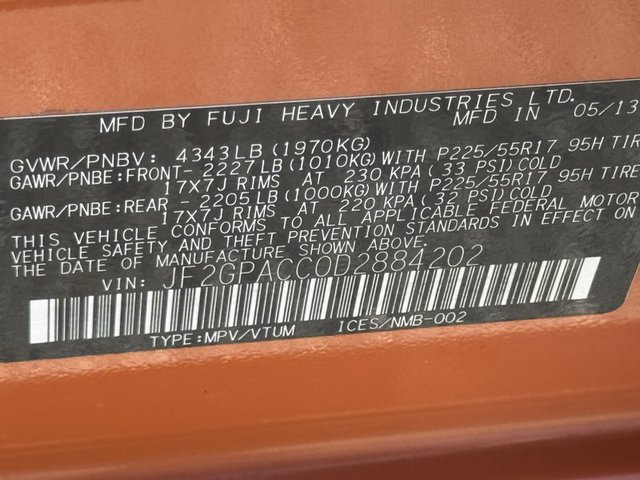 MFD BY FUJI HEAVY INDUSTRIES LTD.
MFD IN 05/13
GVWR/PNBV: 4343LB(1970KG)
GAWR/PNBE:FRONT- 2227LB(1010KG)WITH P225/55R17 95H TIRE
17X7J RIMS AT 230 KPA(33 PSI)COLD
GAWR/PNBE:REAR - 2205LB(1000KG)WITH P225/55R17 95H TIRE
17X7J RIMS AT 220 KPA(32 PSI)COLD
THIS VEHICLE CONFORMS TO ALL APPLICABLE FEDERAL MOTOR
VEHICLE SAFETY AND THEFT PREVENTION STANDARDS IN EFFECT ON
THE DATE OF MANUFACTURE SHOWN ABOVE.
VIN: JF2GPACC0D2884202
TYPE:MPV/VTUM ICES/NMB-002